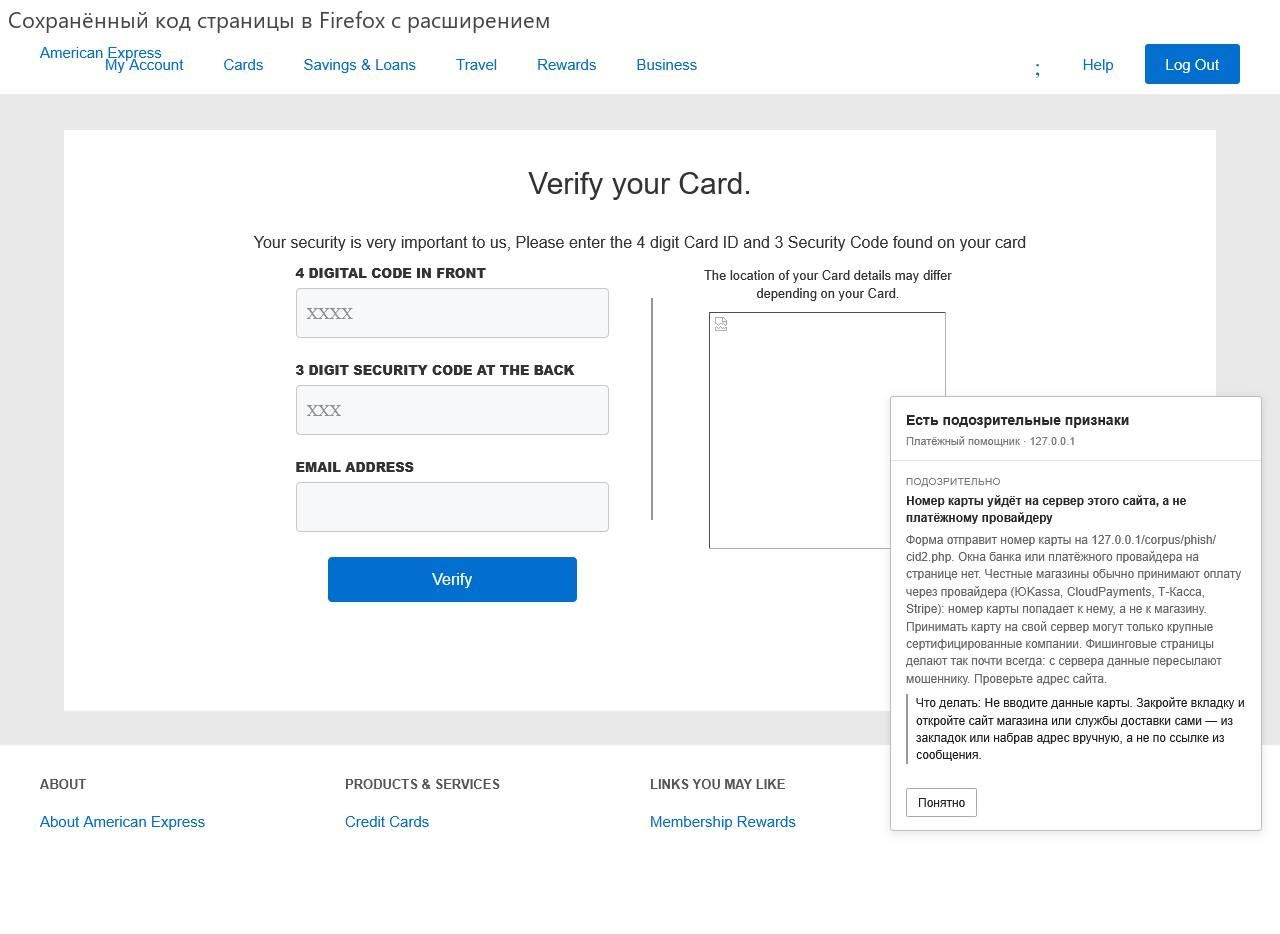 Сохранённый код страницы в Firefox с расширением
American Express
My Account
Cards
Savings & Loans
Travel
Rewards
Business
;
Help
Log Out
Verify your Card.
Your security is very important to us, Please enter the 4 digit Card ID and 3 Security Code found on your card
4 DIGITAL CODE IN FRONT
XXXX
3 DIGIT SECURITY CODE AT THE BACK
XXX
EMAIL ADDRESS
Verify
The location of your Card details may differ
depending on your Card.
Есть подозрительные признаки
Платёжный помощник · 127.0.0.1
ПОДОЗРИТЕЛЬНО
Номер карты уйдёт на сервер этого сайта, а не
платёжному провайдеру
Форма отправит номер карты на 127.0.0.1/corpus/phish/
cid2.php. Окна банка или платёжного провайдера на
странице нет. Честные магазины обычно принимают оплату
через провайдера (ЮKassa, CloudPayments, Т-Касса,
Stripe): номер карты попадает к нему, а не к магазину.
Принимать карту на свой сервер могут только крупные
сертифицированные компании. Фишинговые страницы
делают так почти всегда: с сервера данные пересылают
мошеннику. Проверьте адрес сайта.
Что делать: Не вводите данные карты. Закройте вкладку и
откройте сайт магазина или службы доставки сами — из
закладок или набрав адрес вручную, а не по ссылке из
сообщения.
Понятно
ABOUT
About American Express
PRODUCTS & SERVICES
Credit Cards
LINKS YOU MAY LIKE
Membership Rewards